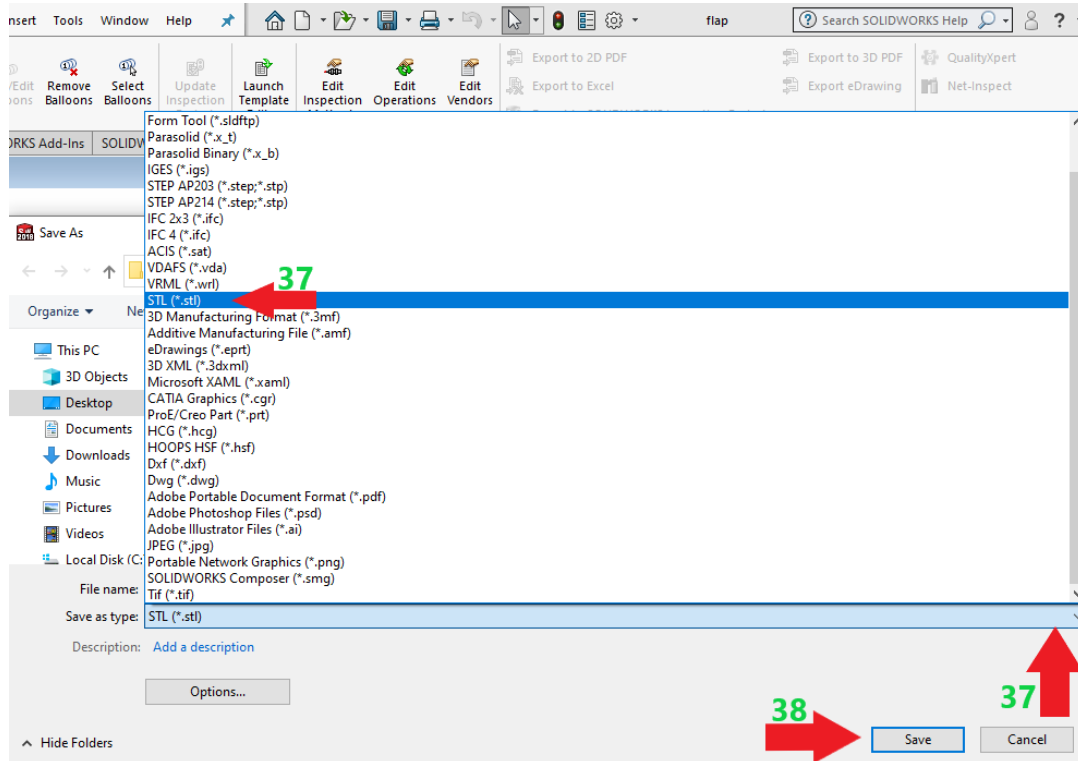 nsert Tools Window Help
flap
Search SOLIDWORKS Help
?
Export to 2D PDF
Export to 3D PDF
QualityXpert
/Edit Remove Select Update Launch Edit Edit Edit
Export to Excel
Export eDrawing
Net-Inspect
ons Balloons Balloons Inspection Template Inspection Operations Vendors
ORKS Add-Ins SOLIDW
Form Tool (*.sldftp)
Parasolid (*.x_t)
Parasolid Binary (*.x_b)
IGES (*.igs)
STEP AP203 (*.step;*.stp)
STEP AP214 (*.step;*.stp)
IFC 2x3 (*.ifc)
Save As
IFC 4 (*.ifc)
ACIS (*.sat)
VDAFS (*.vda)
VRML (*.wrl)
37
STL (*.stl)
Organize Ne
3D Manufacturing Format (*.3mf)
Additive Manufacturing File (*.amf)
This PC
eDrawings (*.eprt)
3D XML (*.3dxml)
3D Objects
Microsoft XAML (*.xaml)
CATIA Graphics (*.cgr)
Desktop
ProE/Creo Part (*.prt)
Documents
HCG (*.hcg)
HOOPS HSF (*.hsf)
Downloads
Dxf (*.dxf)
Music
Dwg (*.dwg)
Adobe Portable Document Format (*.pdf)
Pictures
Adobe Photoshop Files (*.psd)
Videos
Adobe Illustrator Files (*.ai)
JPEG (*.jpg)
Local Disk (C:
Portable Network Graphics (*.png)
SOLIDWORKS Composer (*.smg)
File name:
Tif (*.tif)
Save as type: STL (*.stl)
Description: Add a description
Options...
37
38
Hide Folders
Save
Cancel